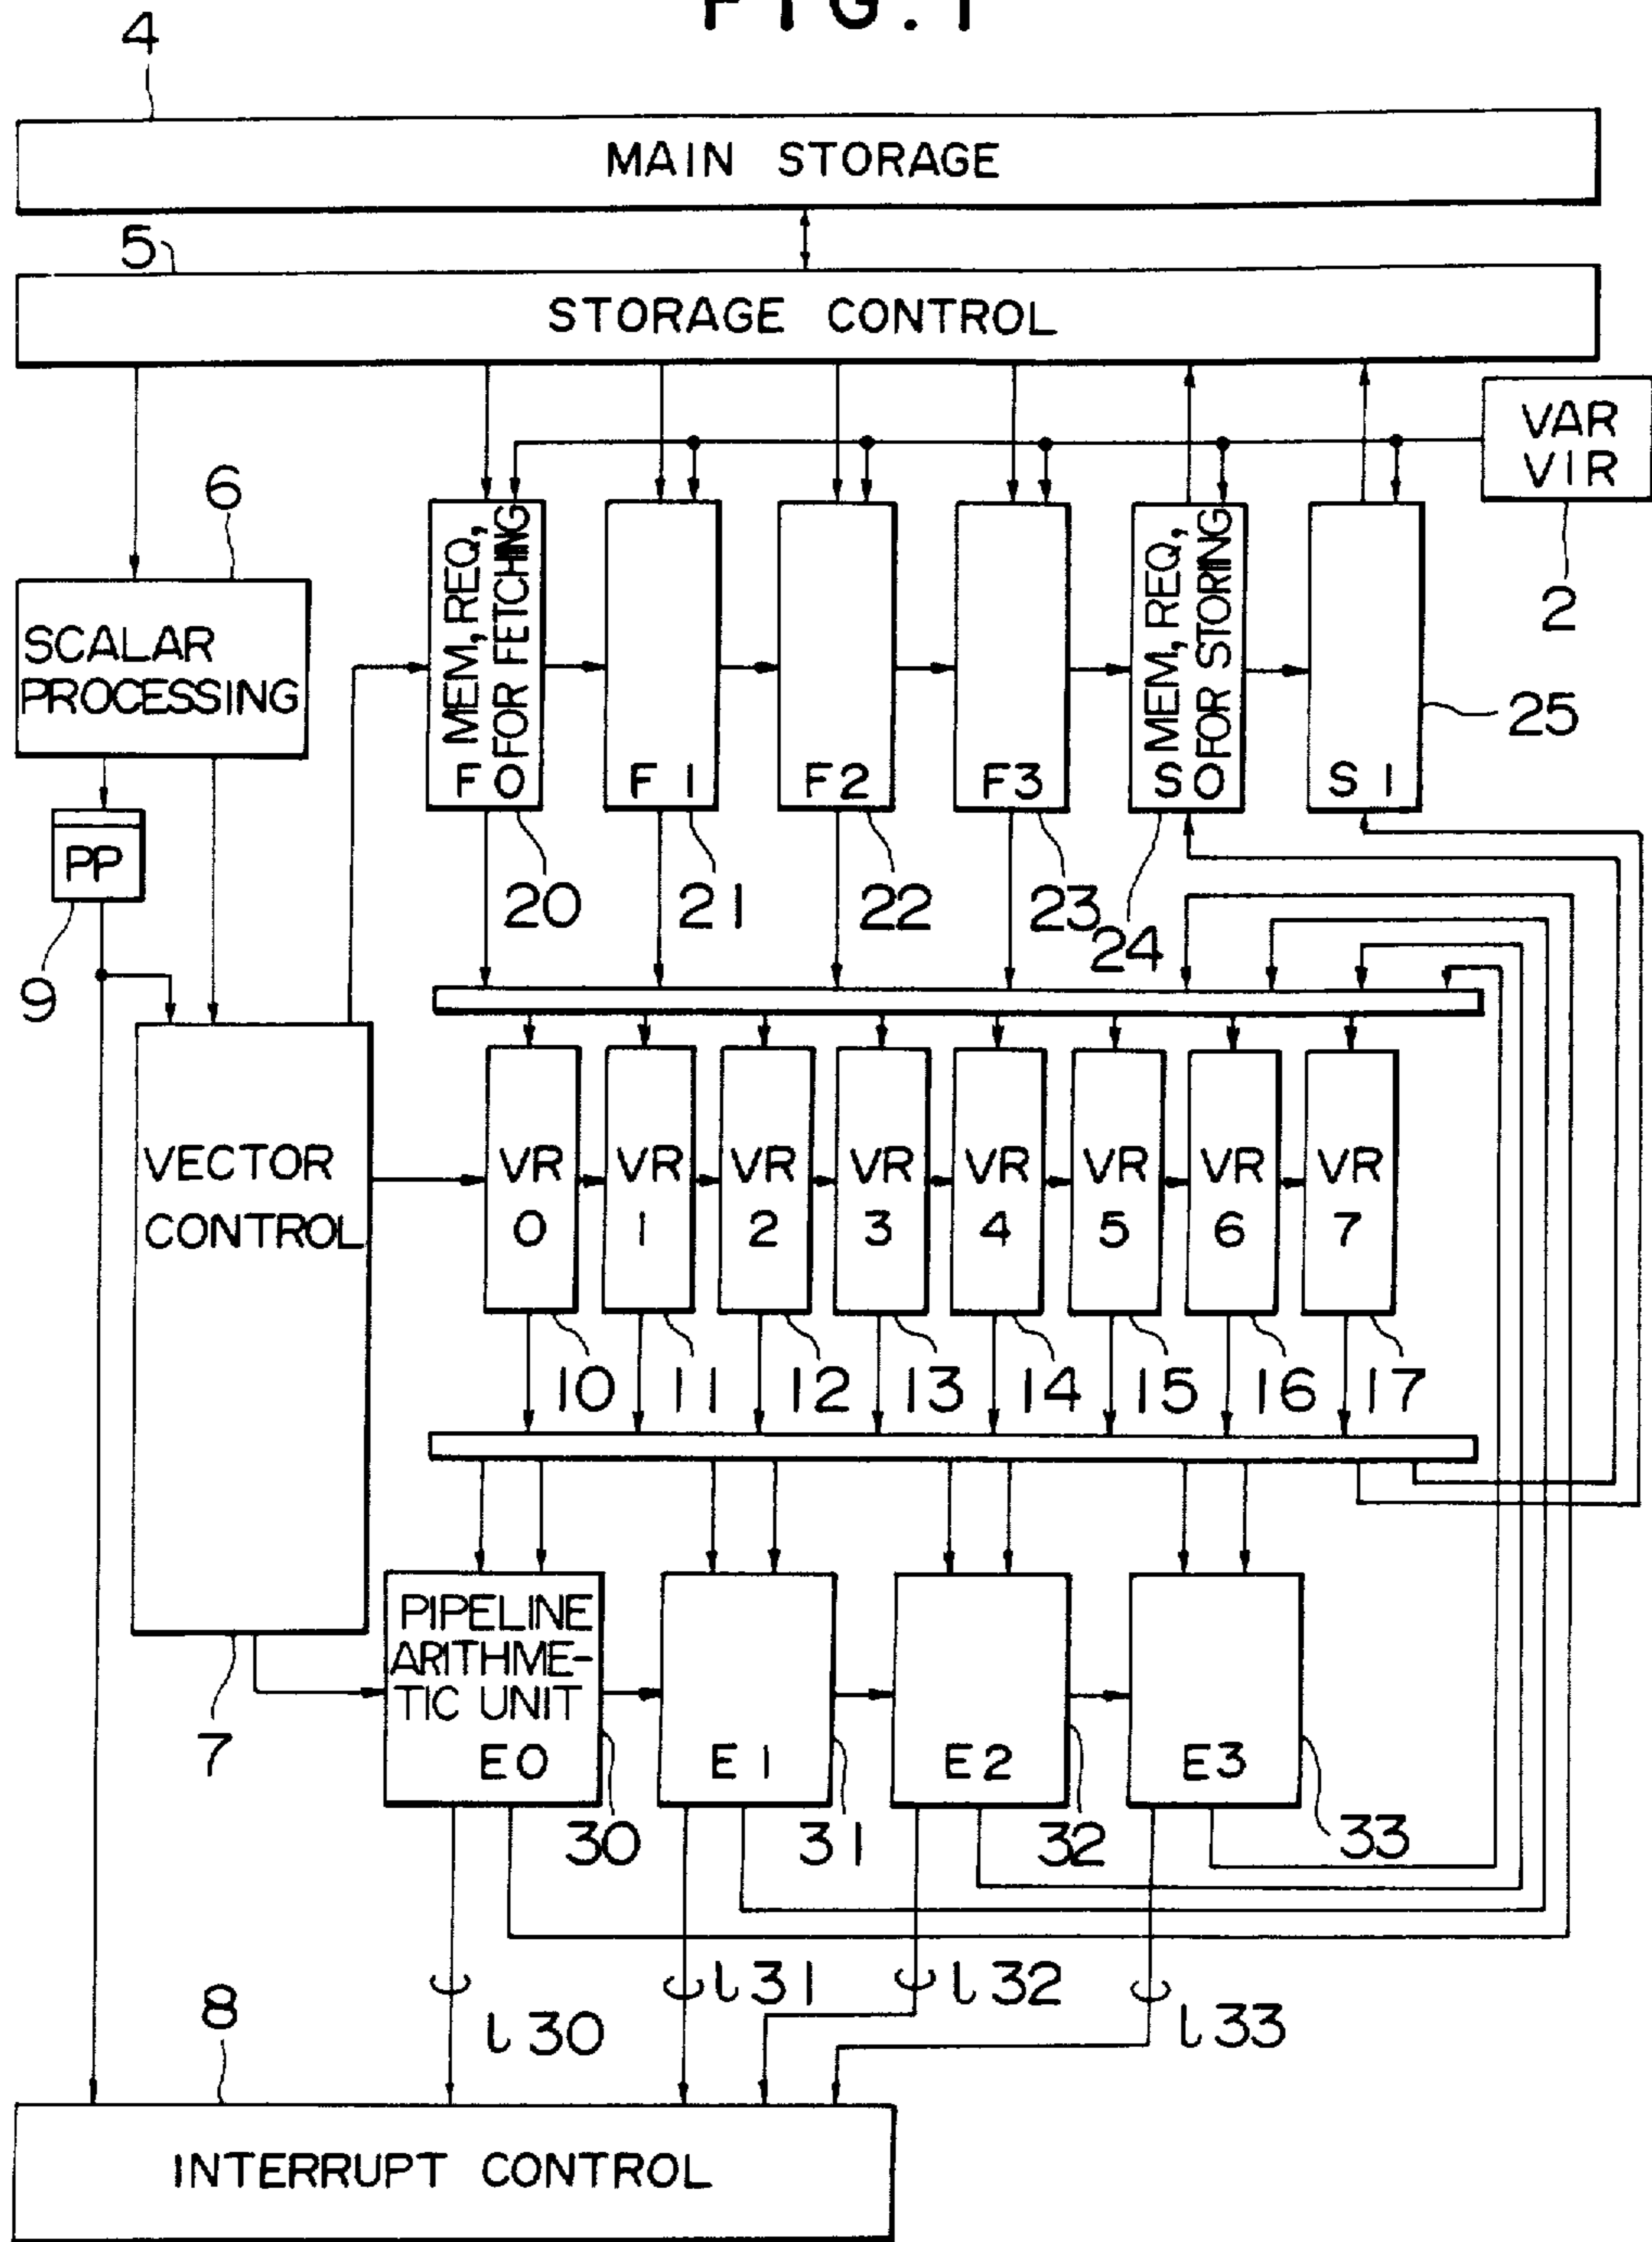 FIG.1
4
MAIN STORAGE
5
STORAGE CONTROL
VAR
VIR
2
6
SCALAR
PROCESSING
MEM, REQ,
FOR FETCHING
F0
F1
F2
F3
MEM, REQ,
FOR STORING
S0
S1
25
PP
9
20
21
22
23
24
VECTOR
CONTROL
VR
0
VR
1
VR
2
VR
3
VR
4
VR
5
VR
6
VR
7
10
11
12
13
14
15
16
17
PIPELINE
ARITHME-
TIC UNIT
E0
E1
E2
E3
7
30
31
32
33
l30
l31
l32
l33
8
INTERRUPT CONTROL